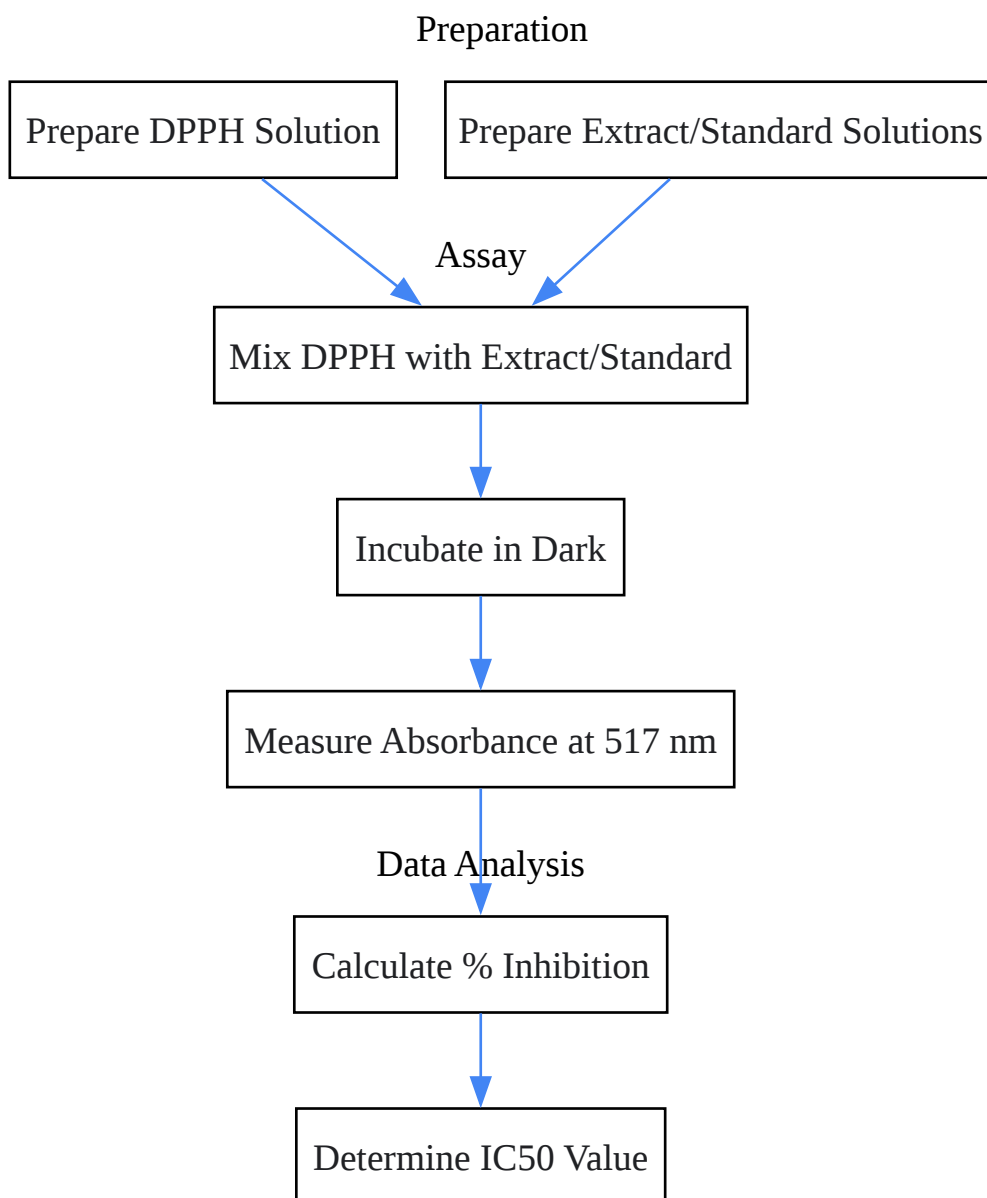 Preparation
Prepare DPPH Solution
Prepare Extract/Standard Solutions
Assay
Mix DPPH with Extract/Standard
Incubate in Dark
Measure Absorbance at 517 nm
Data Analysis
Calculate % Inhibition
Determine IC50 Value